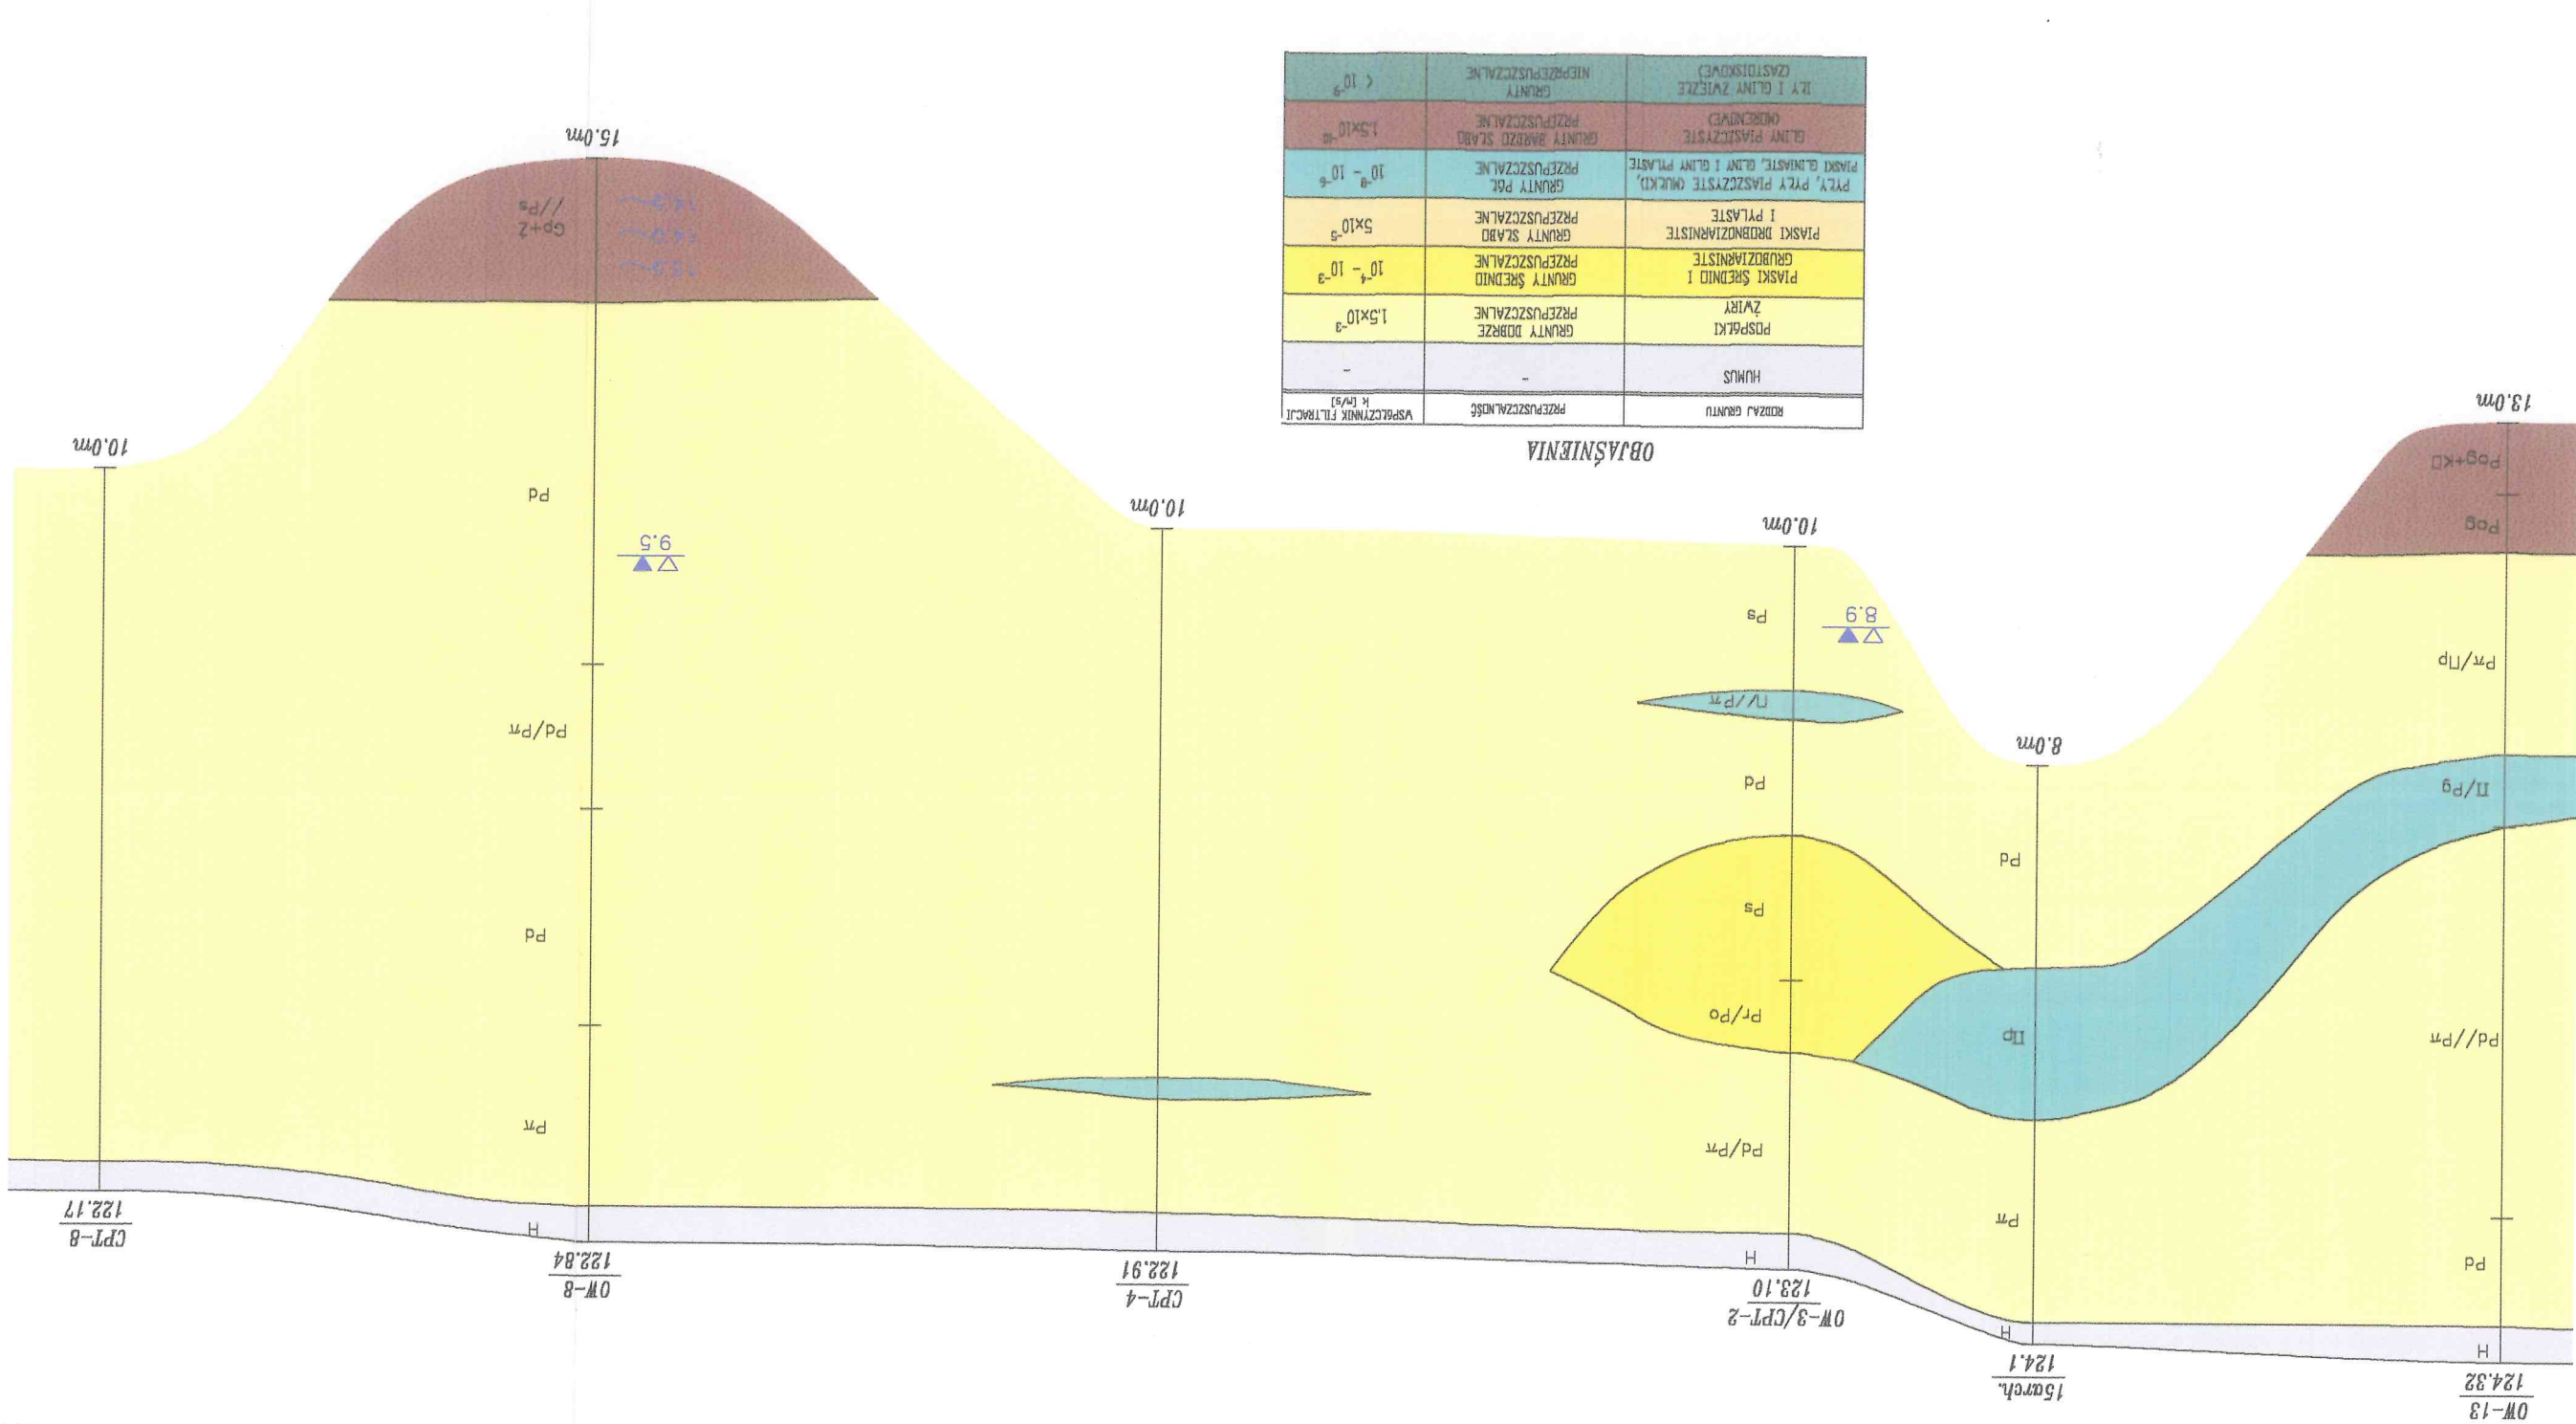 OW-13
124.32
H
Pd
Pd//Pπ
Π/Pg
Pπ/Πp
Pog
Pog+KO
13.0m
15arch.
124.1
H
Pπ
Πp
Pd
8.0m
OW-3/CPT-2
123.10
H
Pd/Pπ
Pr/Po
Ps
Pd
Π//Pπ
8.9
Ps
10.0m
CPT-4
122.91
10.0m
OW-8
122.84
H
Pπ
Pd
Pd/Pπ
9.5
Pd
Gp+Ż
//Ps
15.0m
CPT-8
122.17
10.0m
OBJAŚNIENIA
RODZAJ GRUNTU
PRZEPUSZCZALNOŚĆ
WSPóŁCZYNNIK FILTRACJI
k [m/s]
HUMUS
-
-
POSPóŁKI
ŻWIRY
GRUNTY DOBRZE
PRZEPUSZCZALNE
1,5x10⁻³
PIASKI ŚREDNIO I
GRUBOZIARNISTE
GRUNTY ŚREDNIO
PRZEPUSZCZALNE
10⁻⁴ - 10⁻³
PIASKI DROBNOZIARNISTE
I PYLASTE
GRUNTY SLABO
PRZEPUSZCZALNE
5x10⁻⁵
PYŁY, PYŁY PIASZCZYSTE (MUŁKI),
PIASKI GLINIASTE, GLINY I GLINY PYLASTE
GRUNTY PóŁ
PRZEPUSZCZALNE
10⁻⁸ - 10⁻⁶
GLINY PIASZCZYSTE
(MORENOWE)
GRUNTY BARDZO SLABO
PRZEPUSZCZALNE
1,5x10⁻¹⁰
IŁY I GLINY ZWIĘZŁE
(ZASTOISKOWE)
GRUNTY
NIEPRZEPUSZCZALNE
< 10⁻⁹